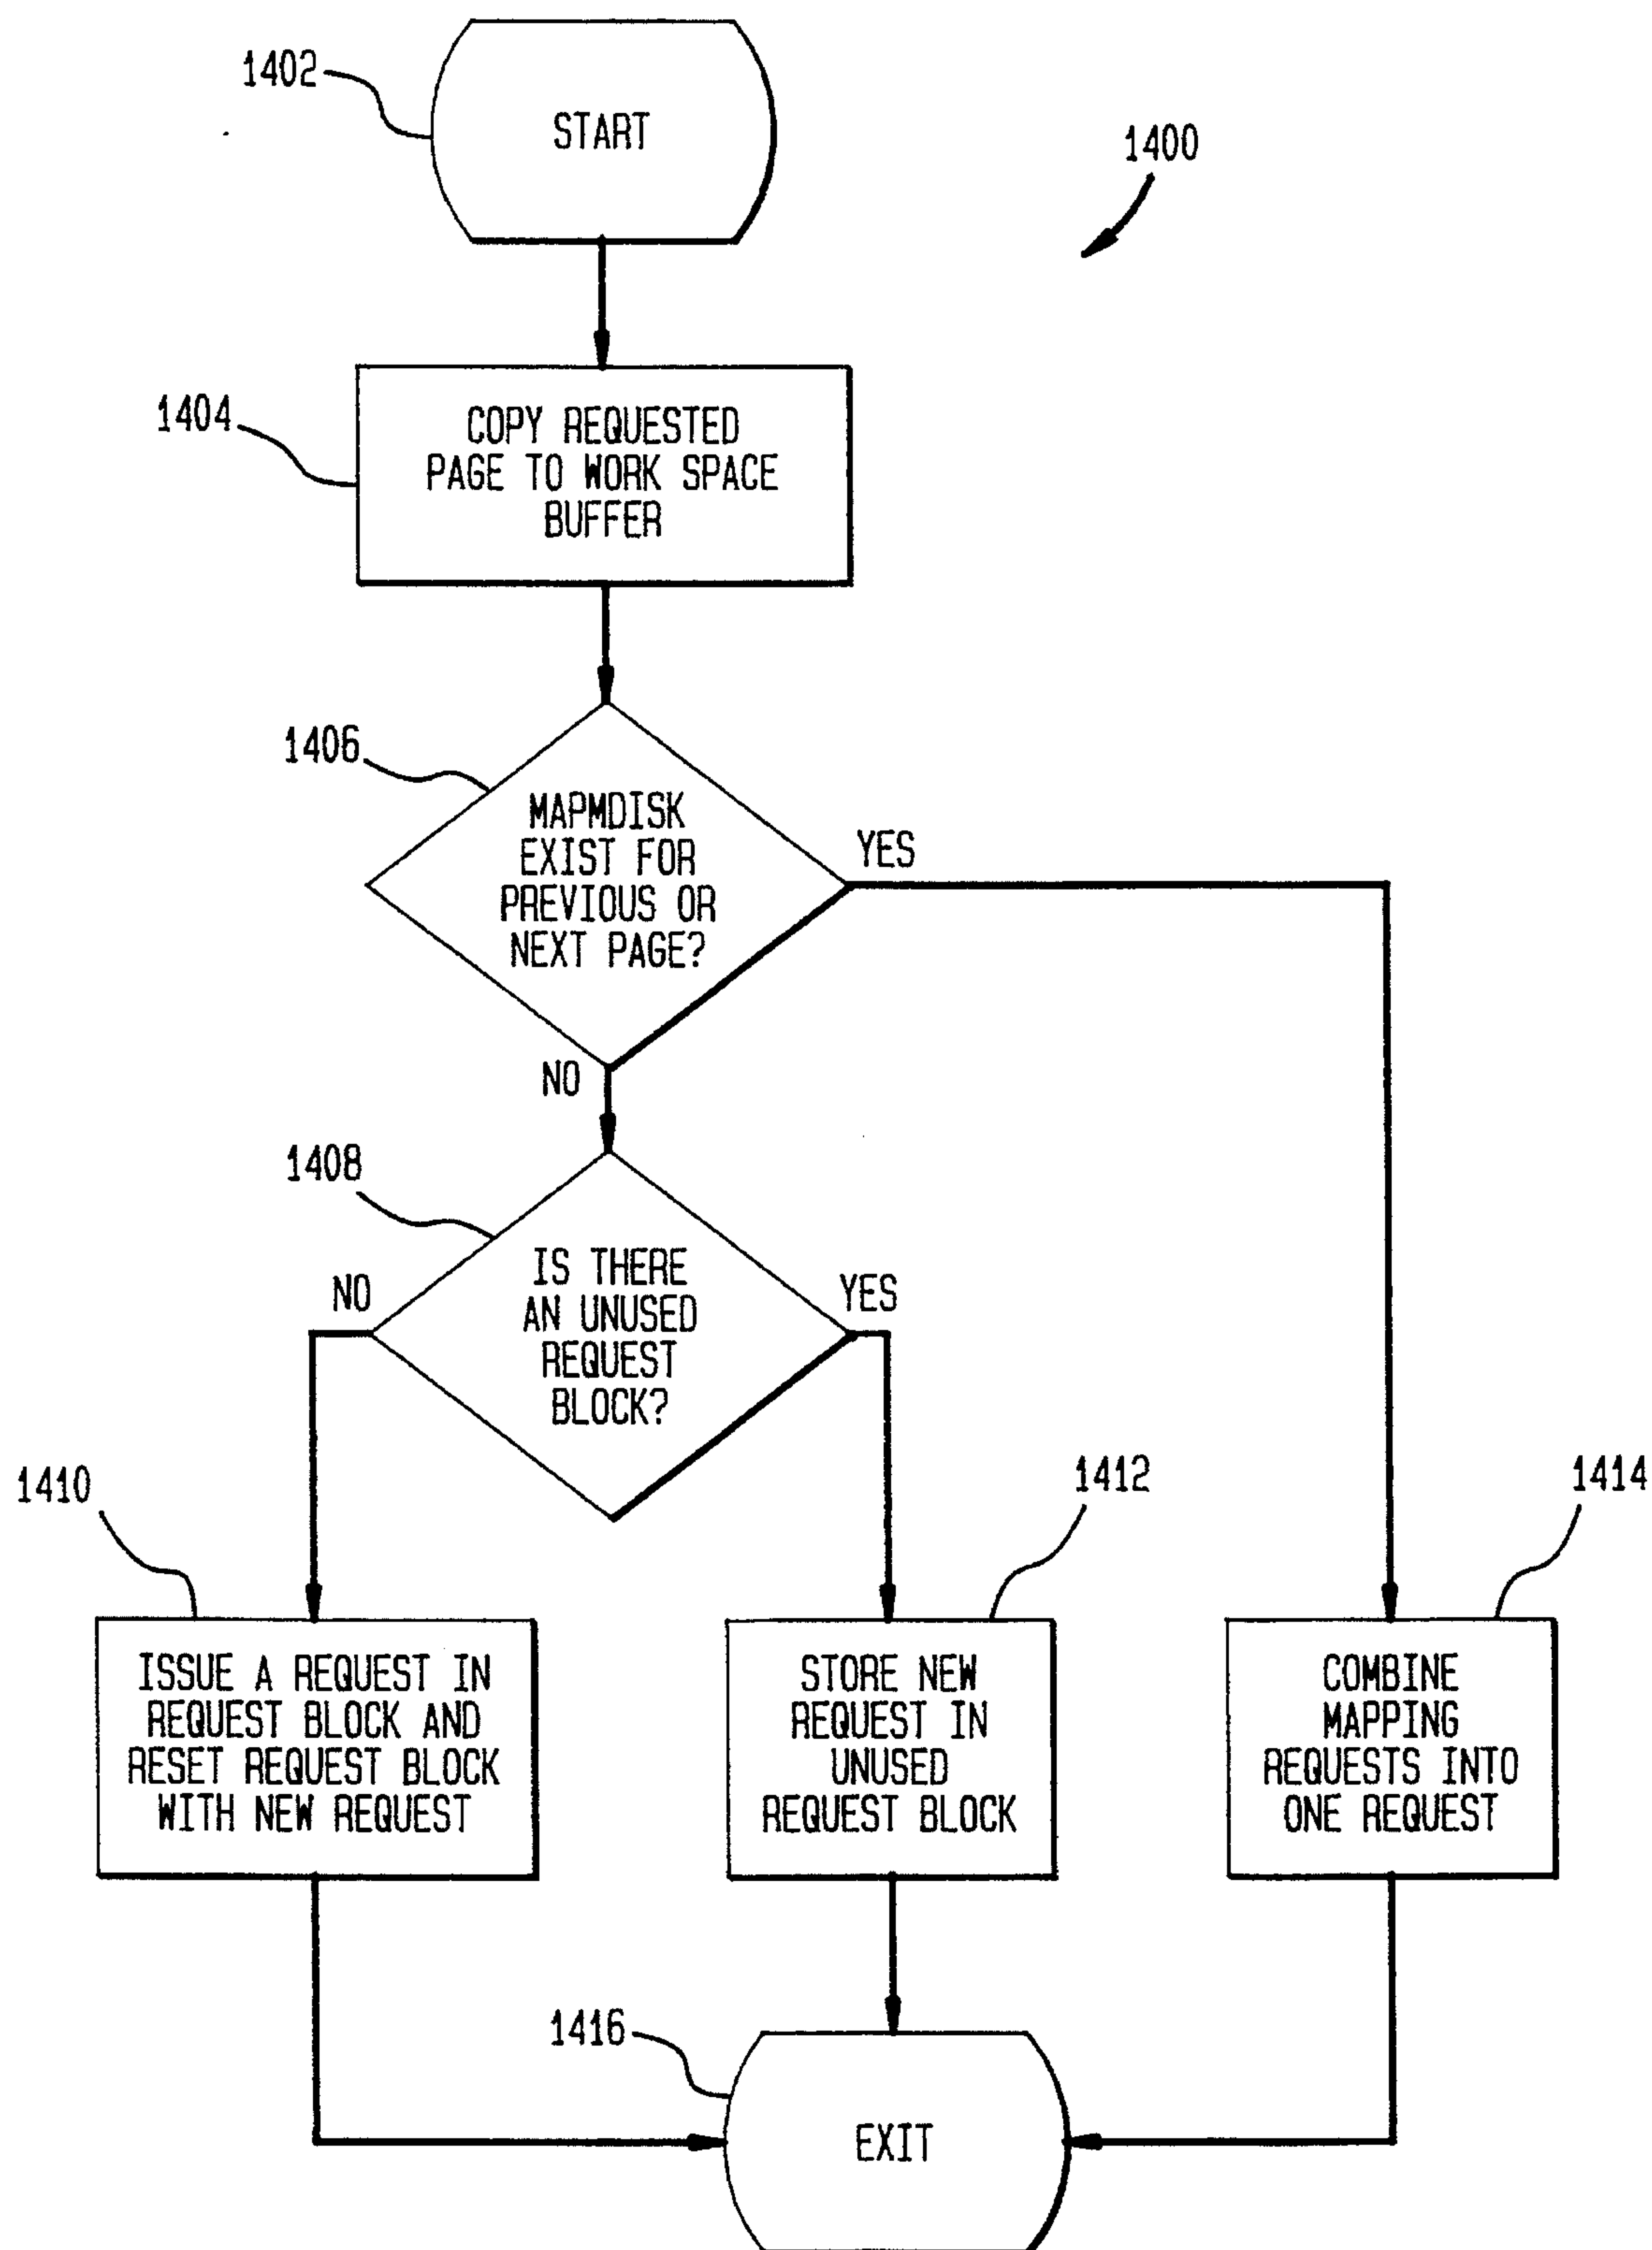 1402
START
1400
1404
COPY REQUESTED
PAGE TO WORK SPACE
BUFFER
1406
MAPMDISK
EXIST FOR
PREVIOUS OR
NEXT PAGE?
YES
NO
1408
IS THERE
AN UNUSED
REQUEST
BLOCK?
NO
YES
1410
1412
1414
ISSUE A REQUEST IN
REQUEST BLOCK AND
RESET REQUEST BLOCK
WITH NEW REQUEST
STORE NEW
REQUEST IN
UNUSED
REQUEST BLOCK
COMBINE
MAPPING
REQUESTS INTO
ONE REQUEST
1416
EXIT